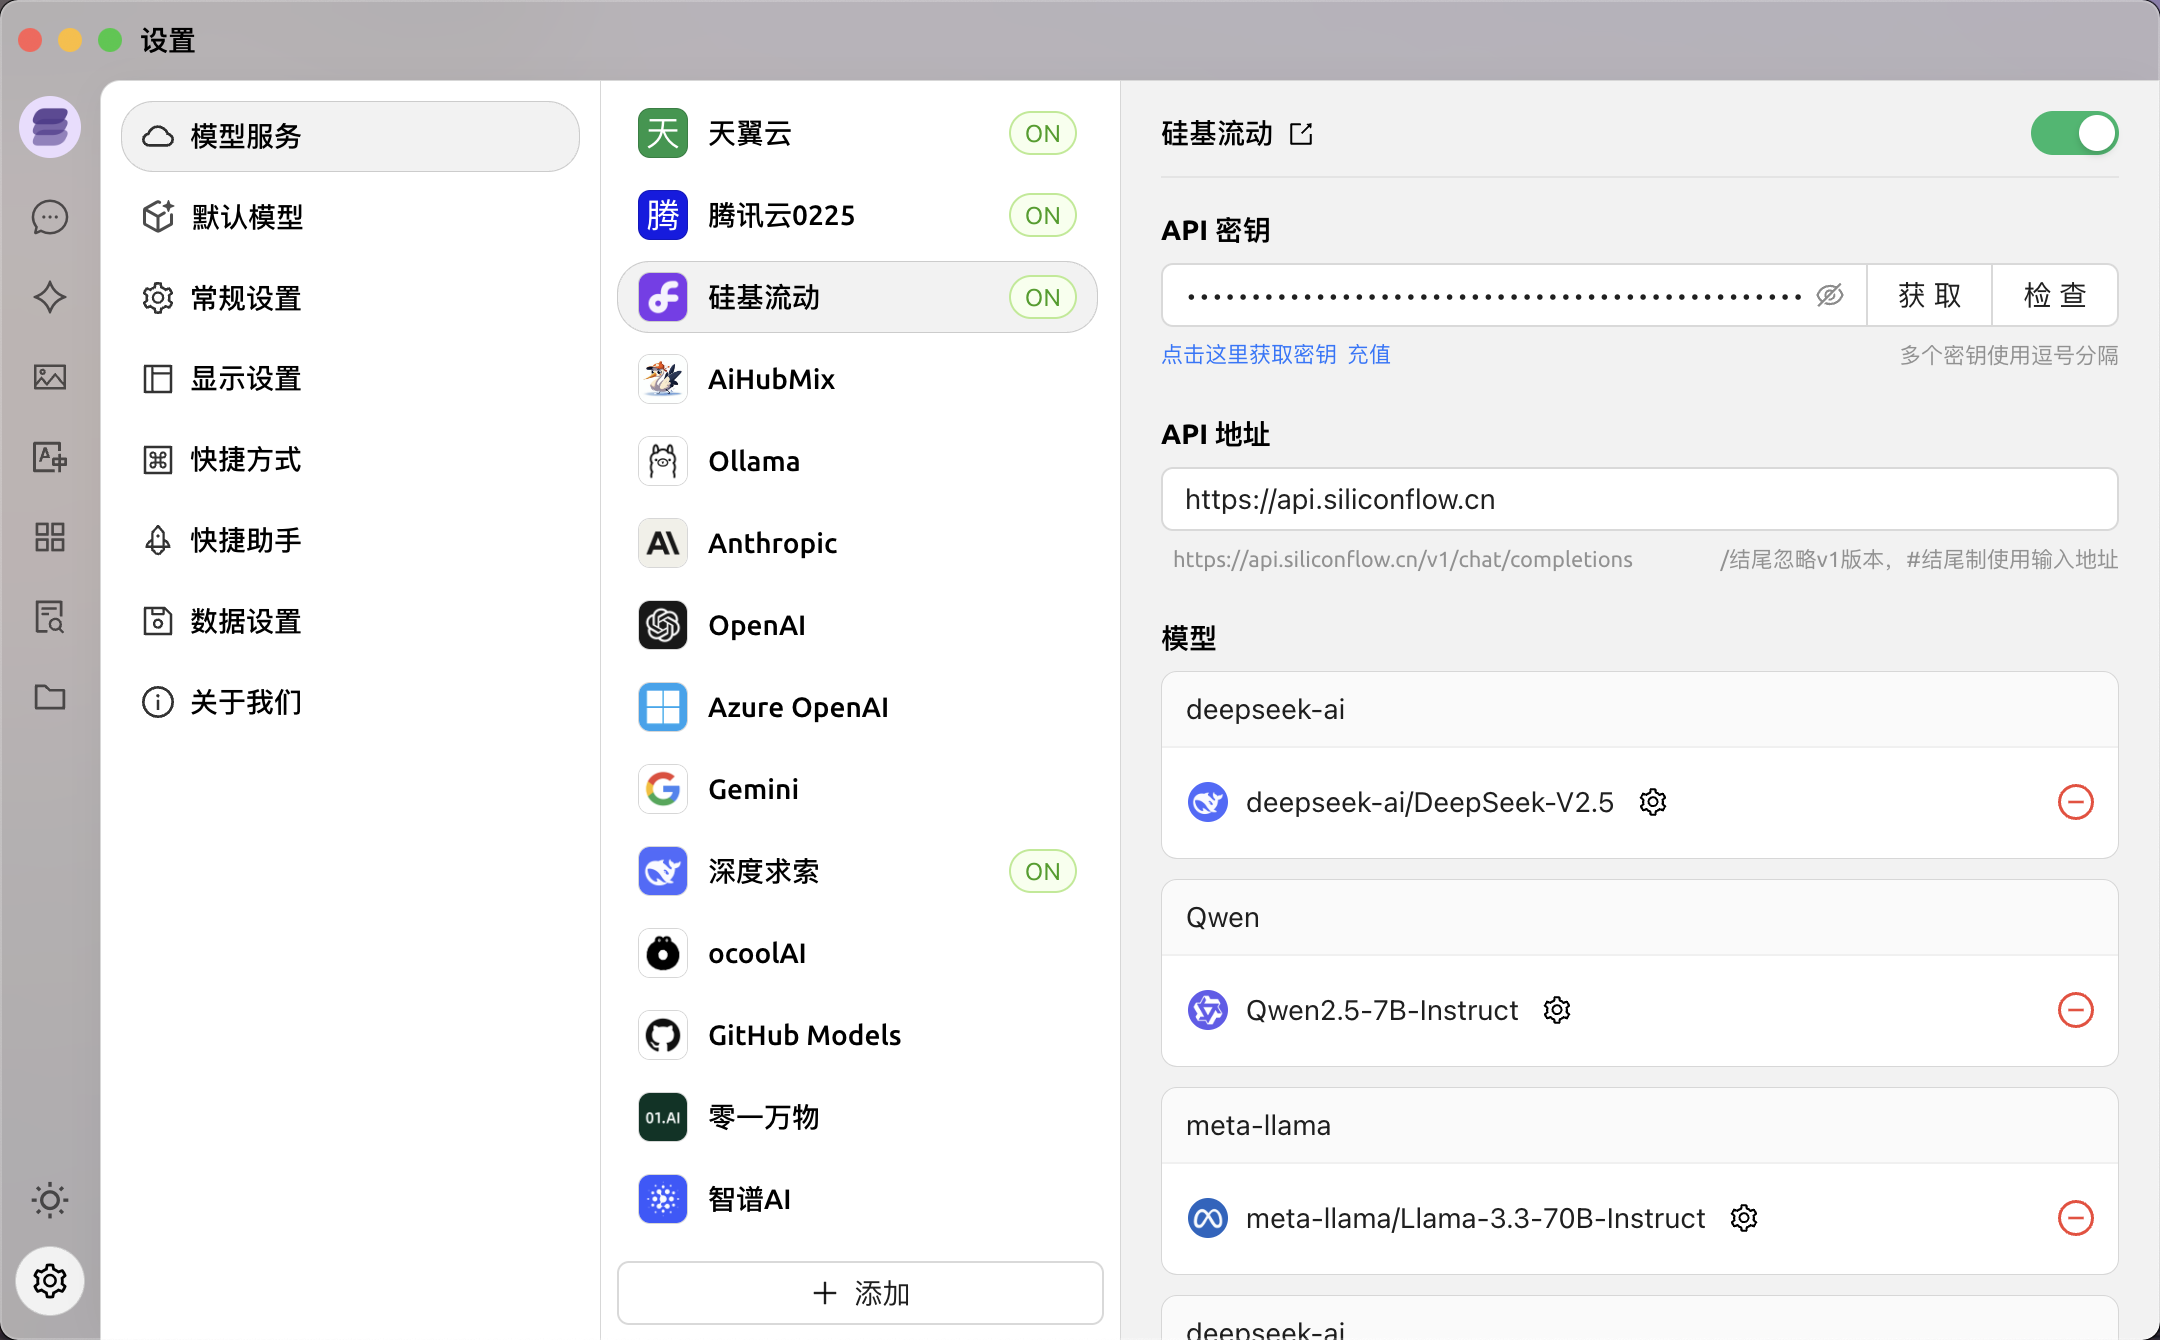 设置
模型服务
默认模型
常规设置
显示设置
快捷方式
快捷助手
数据设置
关于我们
天 天翼云 ON
腾 腾讯云0225 ON
硅基流动 ON
AiHubMix
Ollama
Anthropic
OpenAI
Azure OpenAI
Gemini
深度求索 ON
ocoolAI
GitHub Models
01.AI 零一万物
智谱AI
添加
硅基流动
API 密钥
获取 检查
点击这里获取密钥 充值 多个密钥使用逗号分隔
API 地址
https://api.siliconflow.cn
https://api.siliconflow.cn/v1/chat/completions /结尾忽略v1版本，#结尾制使用输入地址
模型
deepseek-ai
deepseek-ai/DeepSeek-V2.5
Qwen
Qwen2.5-7B-Instruct
meta-llama
meta-llama/Llama-3.3-70B-Instruct
deepseek-ai